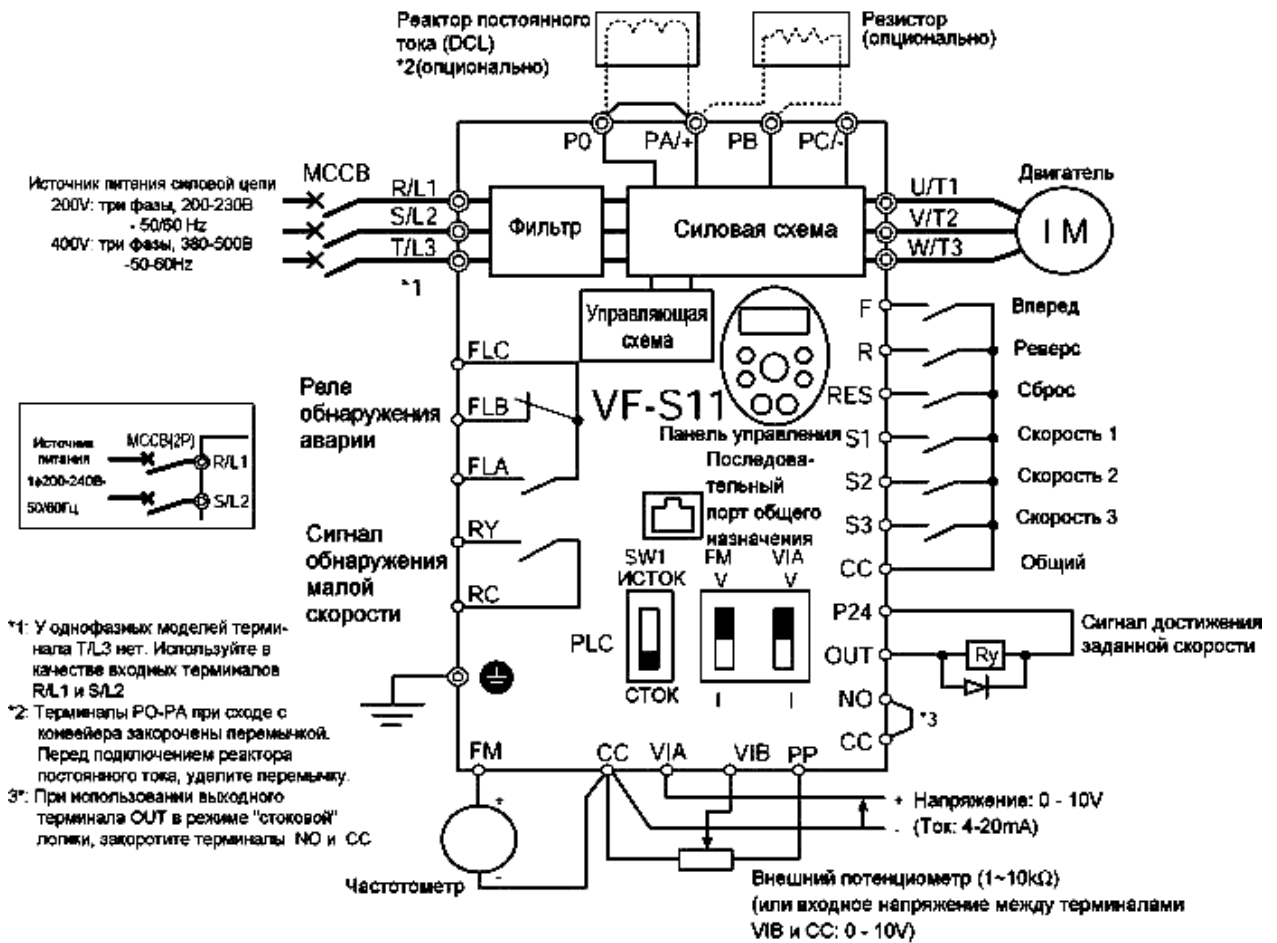 Реактор постоянного
тока (DCL)
*2(опционально)
Резистор
(опционально)
P0
PA/+
PB
PC/-
Источник питания силовой цепи
200V: три фазы, 200-230В
- 50/60 Hz
400V: три фазы, 380-500В
-50-60Hz
MCCB
R/L1
S/L2
T/L3
*1
Фильтр
Силовая схема
U/T1
V/T2
W/T3
Двигатель
I M
Управляющая
схема
F
Вперед
R
Реверс
RES
Сброс
S1
Скорость 1
S2
Скорость 2
S3
Скорость 3
CC
Общий
FLC
Реле
обнаружения
аварии
FLB
FLA
VF-S11
Панель управления
Последова-
тельный
порт общего
назначения
Источник
питания
1ф200-240В-
50/60Гц
MCCB(2P)
R/L1
S/L2
Сигнал
обнаружения
малой
скорости
RY
RC
SW1
ИСТОК
PLC
СТОК
FM
V
I
VIA
V
I
P24
OUT
Ry
Сигнал достижения
заданной скорости
NO
CC
*3
*1: У однофазных моделей терми-
нала T/L3 нет. Используйте в
качестве входных терминалов
R/L1 и S/L2
*2: Терминалы PO-PA при сходе с
конвейера закорочены перемычкой.
Перед подключением реактора
постоянного тока, удалите перемычку.
3*: При использовании выходного
терминала OUT в режиме "стоковой"
логики, закоротите терминалы NO и CC
FM
CC
VIA
VIB
PP
+
-
Частотометр
+ Напряжение: 0 - 10V
- (Ток: 4-20mA)
Внешний потенциометр (1~10kΩ)
(или входное напряжение между терминалами
VIB и CC: 0 - 10V)